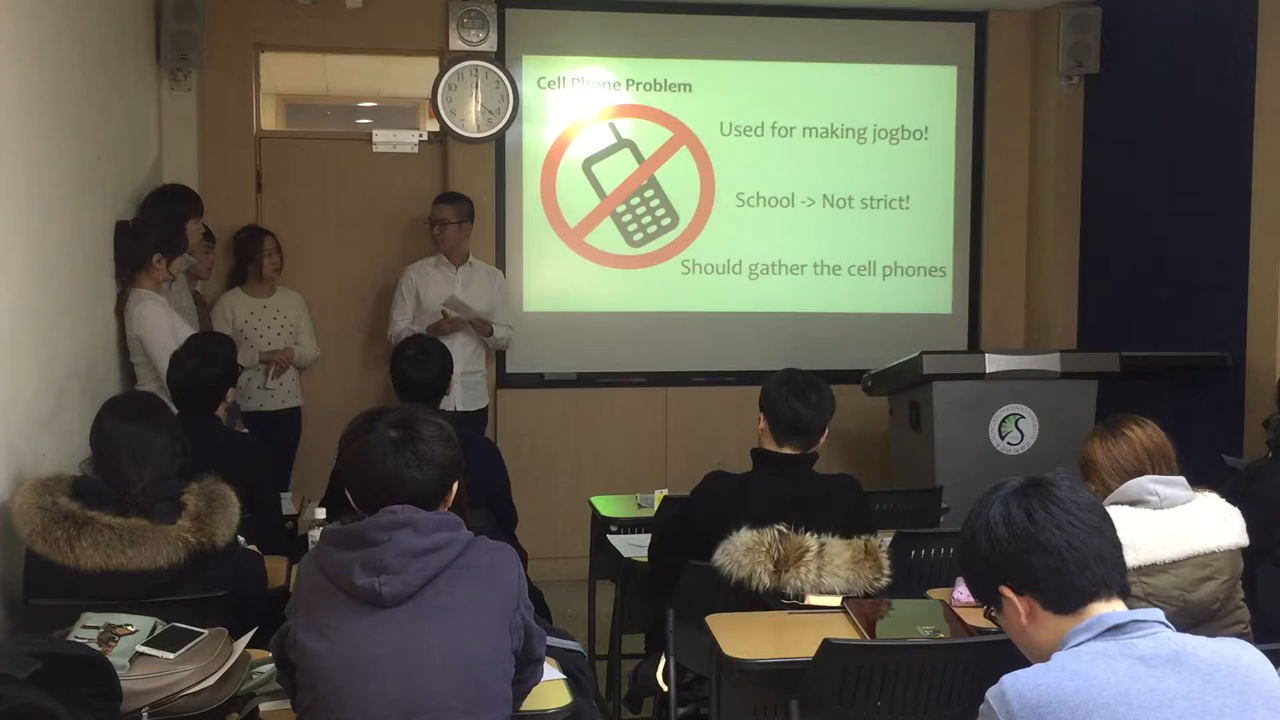 Cell Phone Problem
Used for making jogbo!
School -> Not strict!
Should gather the cell phones